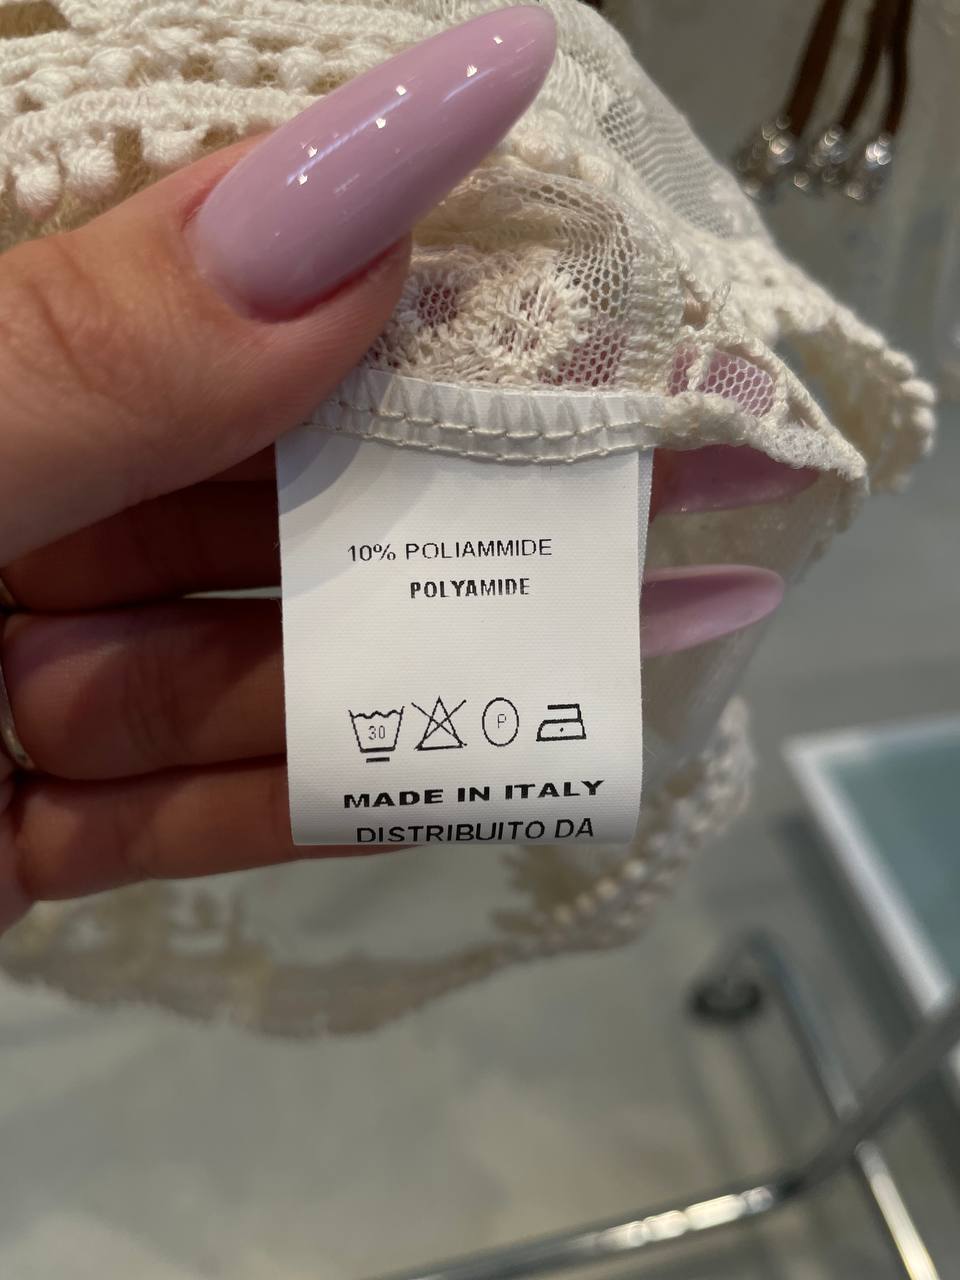 10% POLIAMMIDE
POLYAMIDE
30 P
MADE IN ITALY
DISTRIBUITO DA